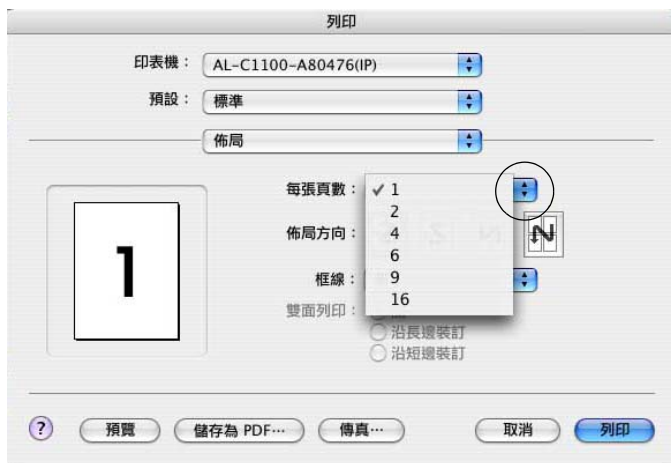 列印
印表機： AL-C1100-A80476(IP)
預設： 標準
佈局
每張頁數： ✓ 1
2
佈局方向： 4
6
框線： 9
16
雙面列印：
沿長邊裝訂
沿短邊裝訂
1
? 預覽 儲存為 PDF… 傳真… 取消 列印